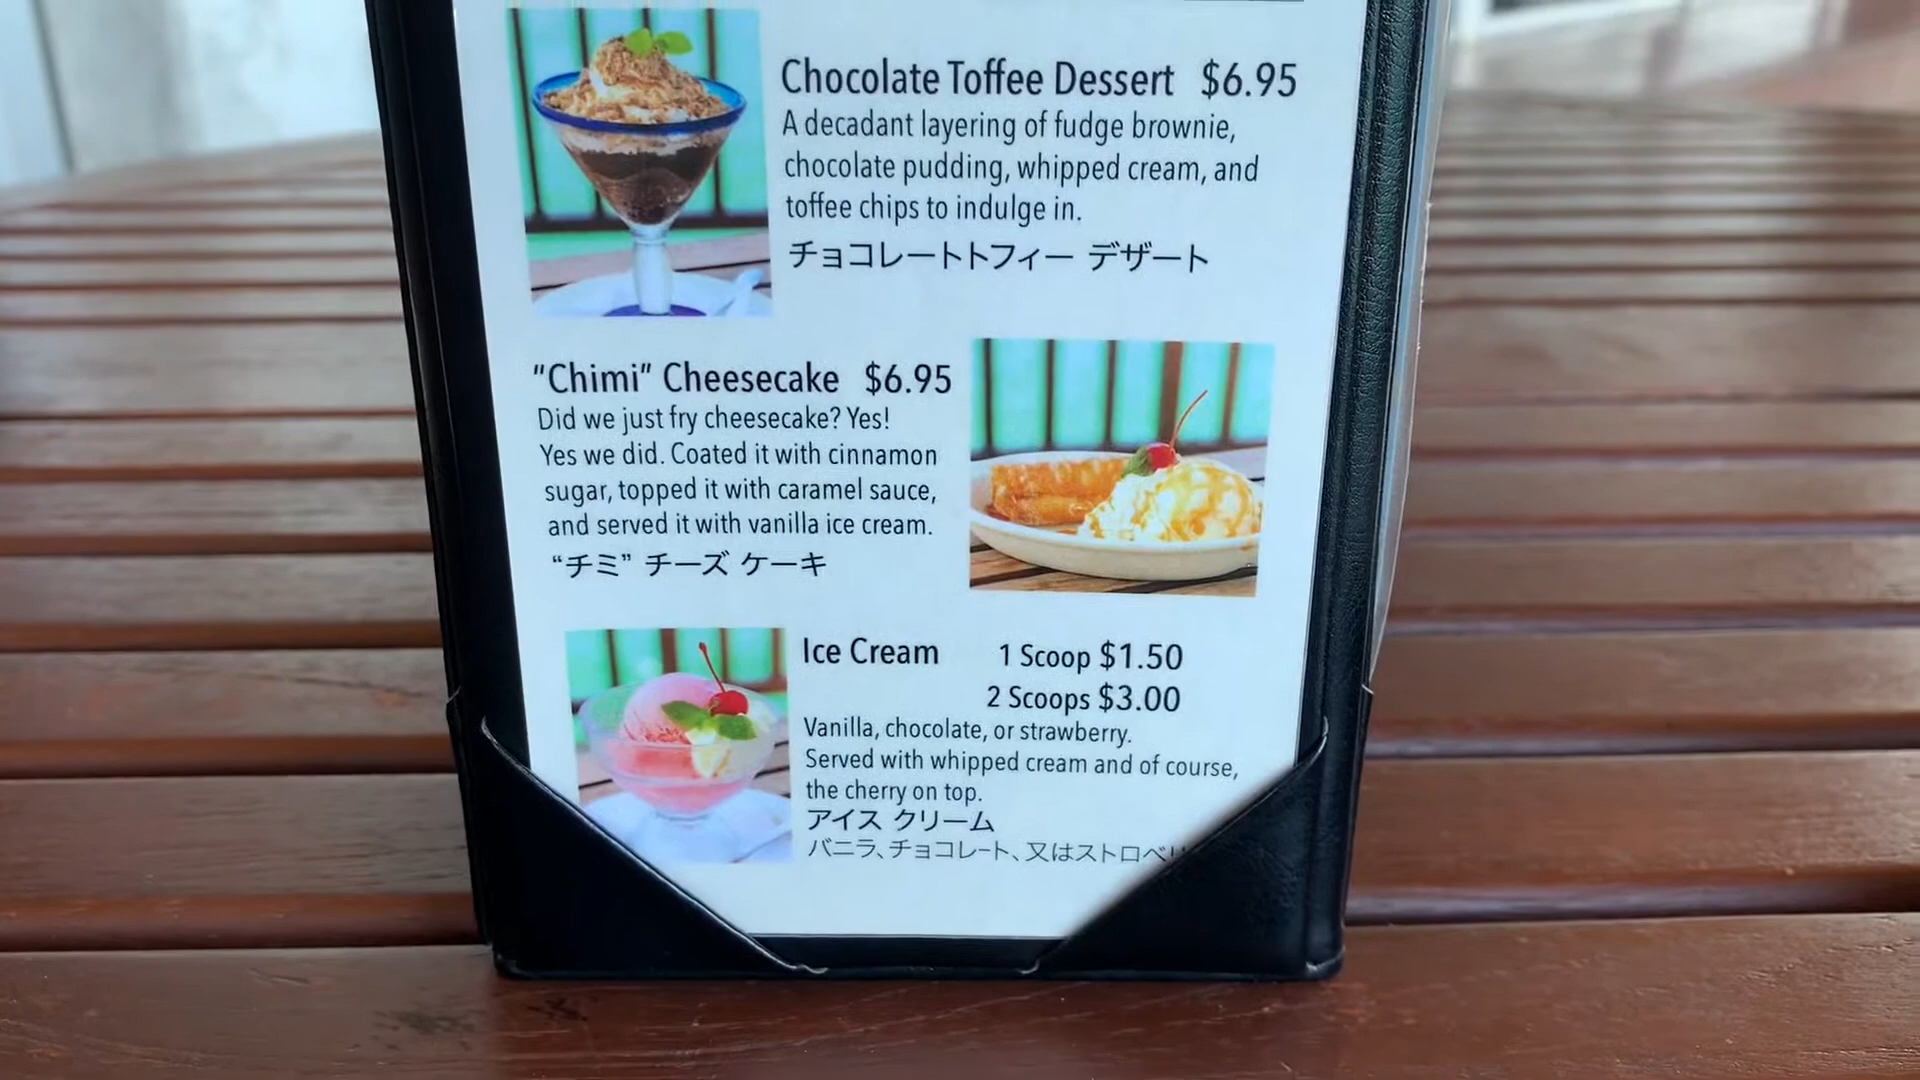 Chocolate Toffee Dessert $6.95
A decadant layering of fudge brownie,
chocolate pudding, whipped cream, and
toffee chips to indulge in.
チョコレートトフィー デザート
"Chimi" Cheesecake $6.95
Did we just fry cheesecake? Yes!
Yes we did. Coated it with cinnamon
sugar, topped it with caramel sauce,
and served it with vanilla ice cream.
“チミ” チーズ ケーキ
Ice Cream 1 Scoop $1.50
2 Scoops $3.00
Vanilla, chocolate, or strawberry.
Served with whipped cream and of course,
the cherry on top.
アイス クリーム
バニラ、チョコレート、又はストロベリ